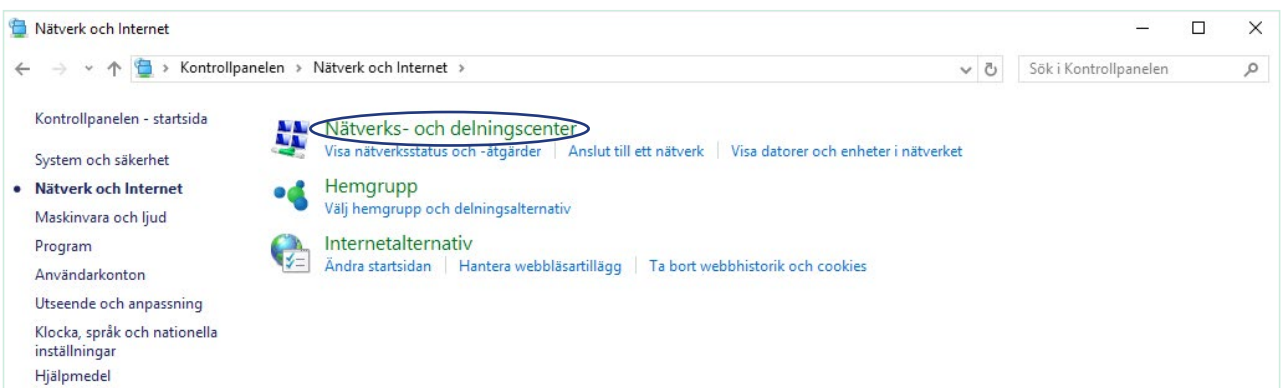 Nätverk och Internet
Kontrollpanelen > Nätverk och Internet >
Sök i Kontrollpanelen
Kontrollpanelen - startsida
System och säkerhet
Nätverk och Internet
Maskinvara och ljud
Program
Användarkonton
Utseende och anpassning
Klocka, språk och nationella
inställningar
Hjälpmedel
Nätverks- och delningscenter
Visa nätverksstatus och -åtgärder | Anslut till ett nätverk | Visa datorer och enheter i nätverket
Hemgrupp
Välj hemgrupp och delningsalternativ
Internetalternativ
Ändra startsidan | Hantera webbläsartillägg | Ta bort webbhistorik och cookies